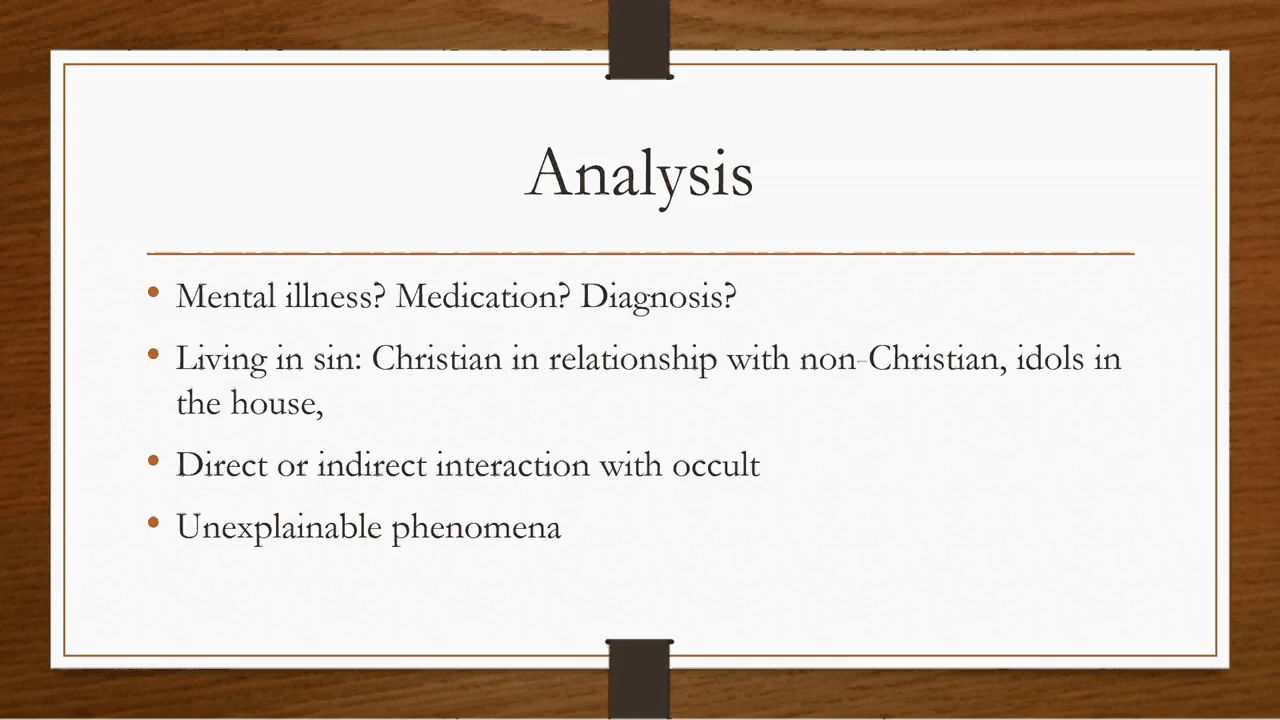 Analysis
• Mental illness? Medication? Diagnosis?
• Living in sin: Christian in relationship with non-Christian, idols in
the house,
• Direct or indirect interaction with occult
• Unexplainable phenomena